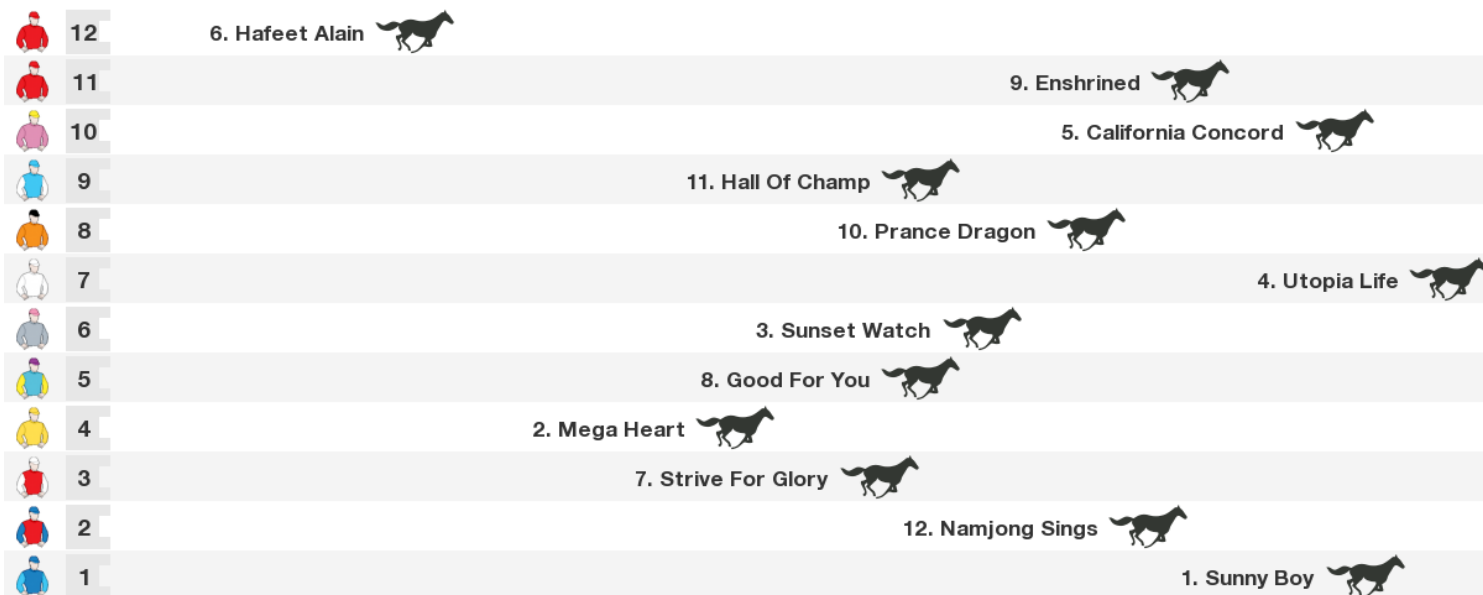 12 6. Hafeet Alain
11 9. Enshrined
10 5. California Concord
9 11. Hall Of Champ
8 10. Prance Dragon
7 4. Utopia Life
6 3. Sunset Watch
5 8. Good For You
4 2. Mega Heart
3 7. Strive For Glory
2 12. Namjong Sings
1 1. Sunny Boy